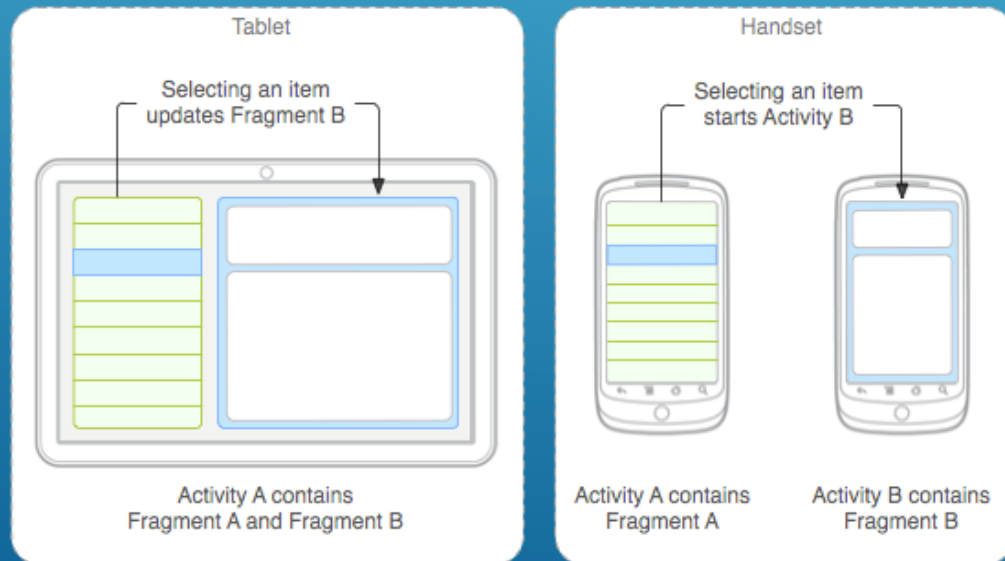 Tablet
Selecting an item
updates Fragment B
Activity A contains
Fragment A and Fragment B
Handset
Selecting an item
starts Activity B
Activity A contains
Fragment A
Activity B contains
Fragment B